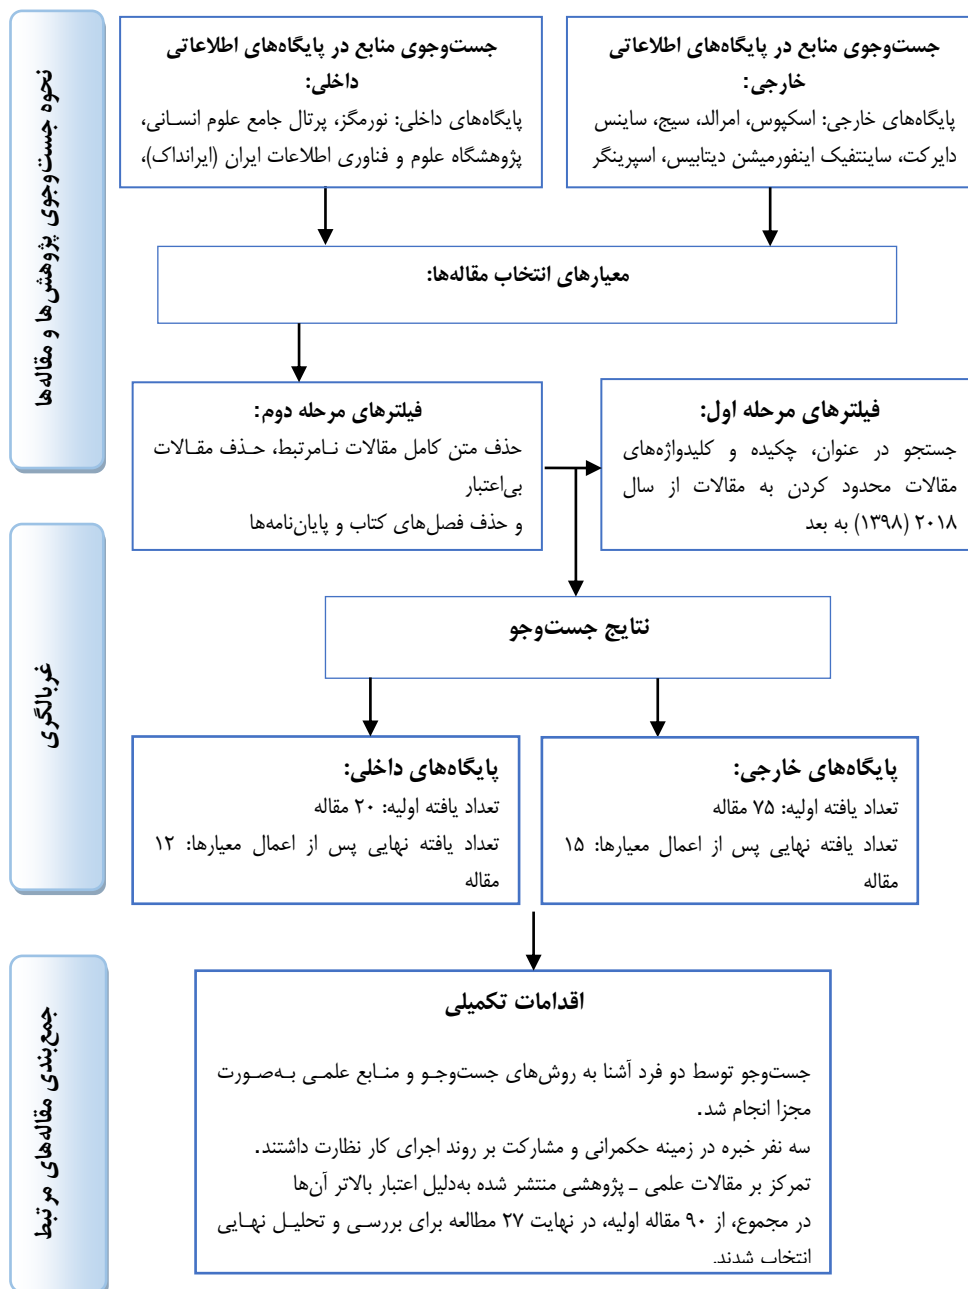 نحوه جست‌وجوی پژوهش‌ها و مقاله‌ها
جست‌وجوی منابع در پایگاه‌های اطلاعاتی
خارجی:
پایگاه‌های خارجی: اسکپوس، امرالد، سیج، ساینس
دایرکت، ساینتفیک اینفورمیشن دیتابیس، اسپرینگر
جست‌وجوی منابع در پایگاه‌های اطلاعاتی
داخلی:
پایگاه‌های داخلی: نورمگز، پرتال جامع علوم انسانی،
پژوهشگاه علوم و فناوری اطلاعات ایران (ایرانداک)،
معیارهای انتخاب مقاله‌ها:
فیلترهای مرحله اول:
جستجو در عنوان، چکیده و کلیدواژه‌های
مقالات محدود کردن به مقالات از سال
۲۰۱۸ (۱۳۹۸) به بعد
فیلترهای مرحله دوم:
حذف متن کامل مقالات نامرتبط، حذف مقالات
بی‌اعتبار
و حذف فصل‌های کتاب و پایان‌نامه‌ها
غربالگری
نتایج جست‌وجو
پایگاه‌های خارجی:
تعداد یافته اولیه: ۷۵ مقاله
تعداد یافته نهایی پس از اعمال معیارها: ۱۵
مقاله
پایگاه‌های داخلی:
تعداد یافته اولیه: ۲۰ مقاله
تعداد یافته نهایی پس از اعمال معیارها: ۱۲
مقاله
جمع‌بندی مقاله‌های مرتبط
اقدامات تکمیلی
جست‌وجو توسط دو فرد آشنا به روش‌های جست‌وجو و منابع علمی به‌صورت
مجزا انجام شد.
سه نفر خبره در زمینه حکمرانی و مشارکت بر روند اجرای کار نظارت داشتند.
تمرکز بر مقالات علمی ـ پژوهشی منتشر شده به‌دلیل اعتبار بالاتر آن‌ها
در مجموع، از ۹۰ مقاله اولیه، در نهایت ۲۷ مطالعه برای بررسی و تحلیل نهایی
انتخاب شدند.